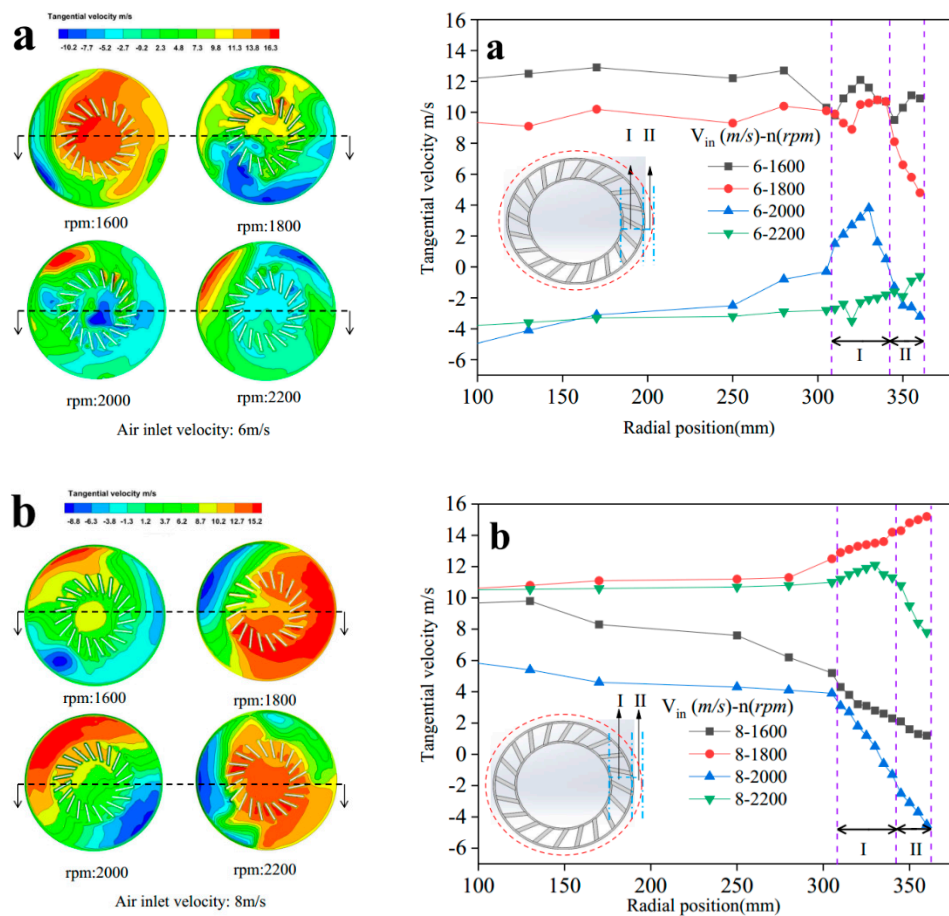 a
Tangential velocity m/s
-10.2 -7.7 -5.2 -2.7 -0.2 2.3 4.8 7.3 9.8 11.3 13.8 16.3
rpm:1600
rpm:1800
rpm:2000
rpm:2200
Air inlet velocity: 6m/s
a
Tangential velocity m/s
16
14
12
10
8
6
4
2
0
-2
-4
-6
I II
V_in (m/s)-n(rpm)
6-1600
6-1800
6-2000
6-2200
I
II
100 150 200 250 300 350
Radial position(mm)
b
Tangential velocity m/s
-8.8 -6.3 -3.8 -1.3 1.2 3.7 6.2 8.7 10.2 12.7 15.2
rpm:1600
rpm:1800
rpm:2000
rpm:2200
Air inlet velocity: 8m/s
b
Tangential velocity m/s
16
14
12
10
8
6
4
2
0
-2
-4
-6
I II
V_in (m/s)-n(rpm)
8-1600
8-1800
8-2000
8-2200
I
II
100 150 200 250 300 350
Radial position(mm)